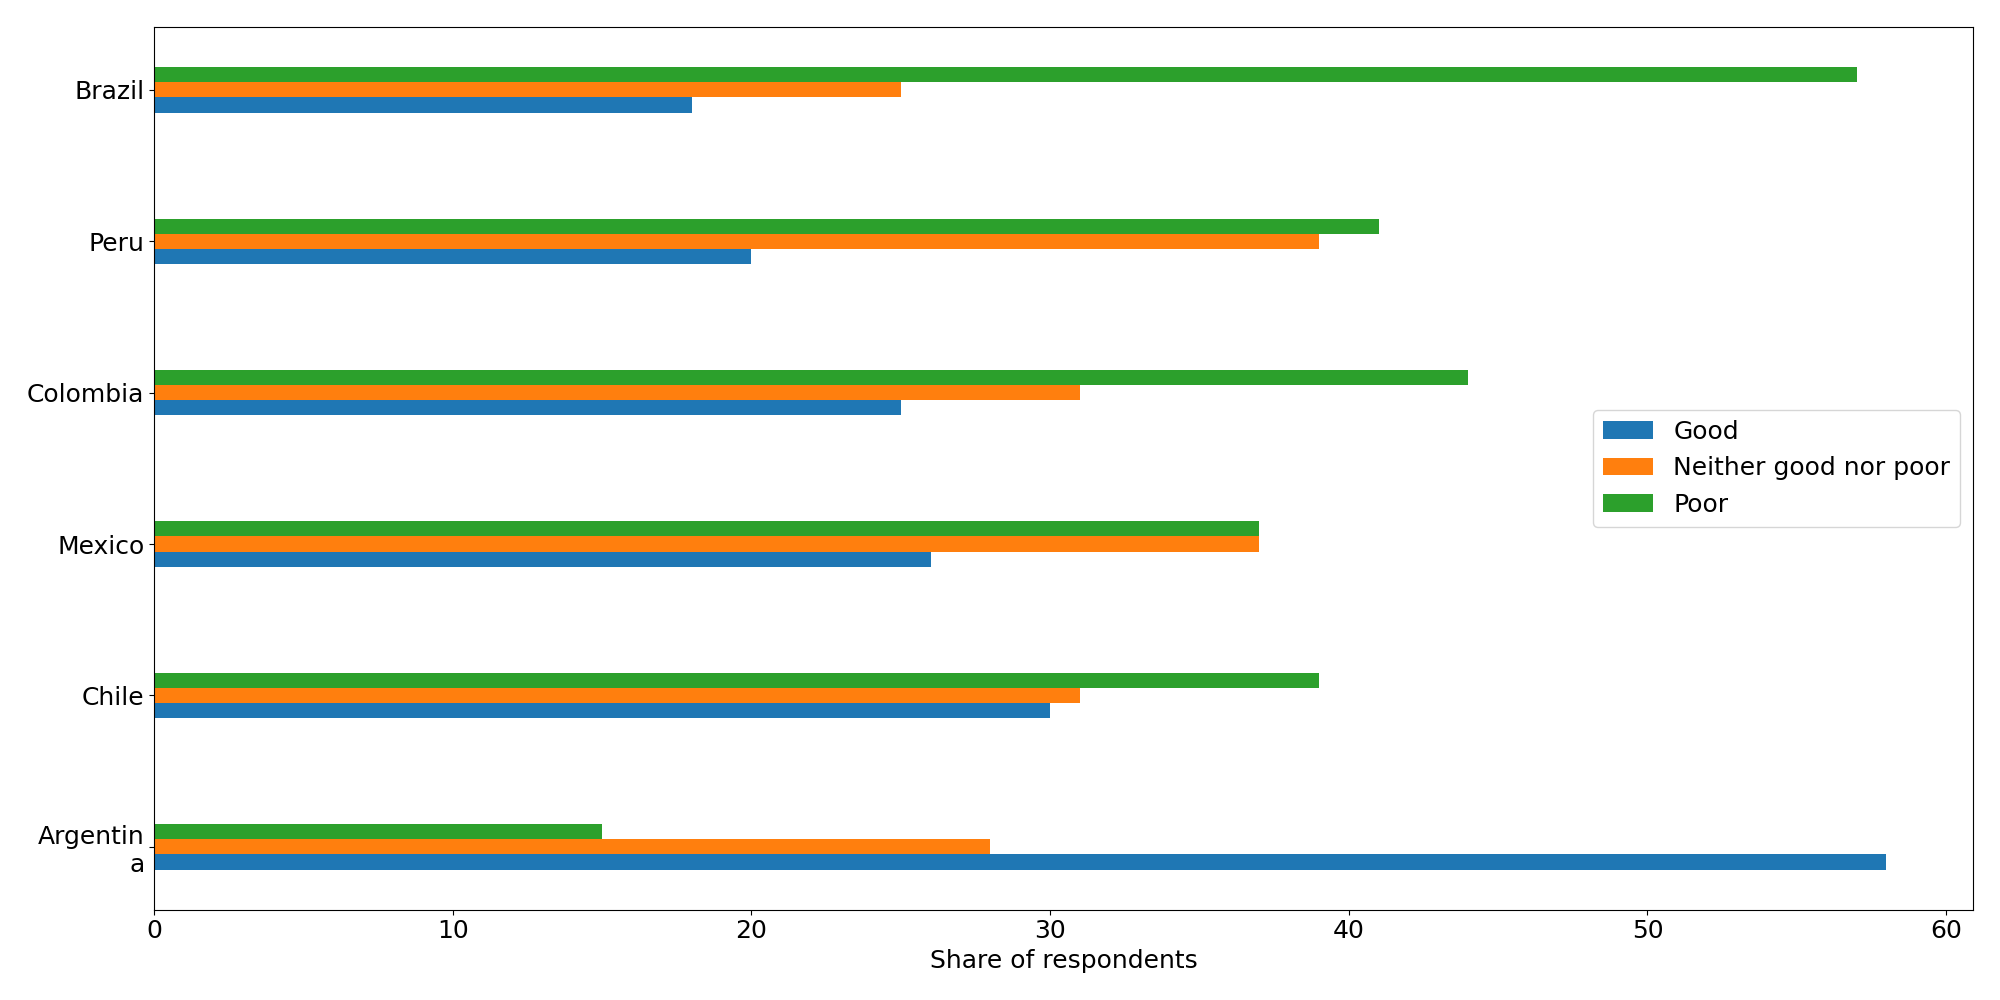 Brazil
Peru
Colombia
Mexico
Chile
Argentin
a
Good
Neither good nor poor
Poor
0 10 20 30 40 50 60
Share of respondents